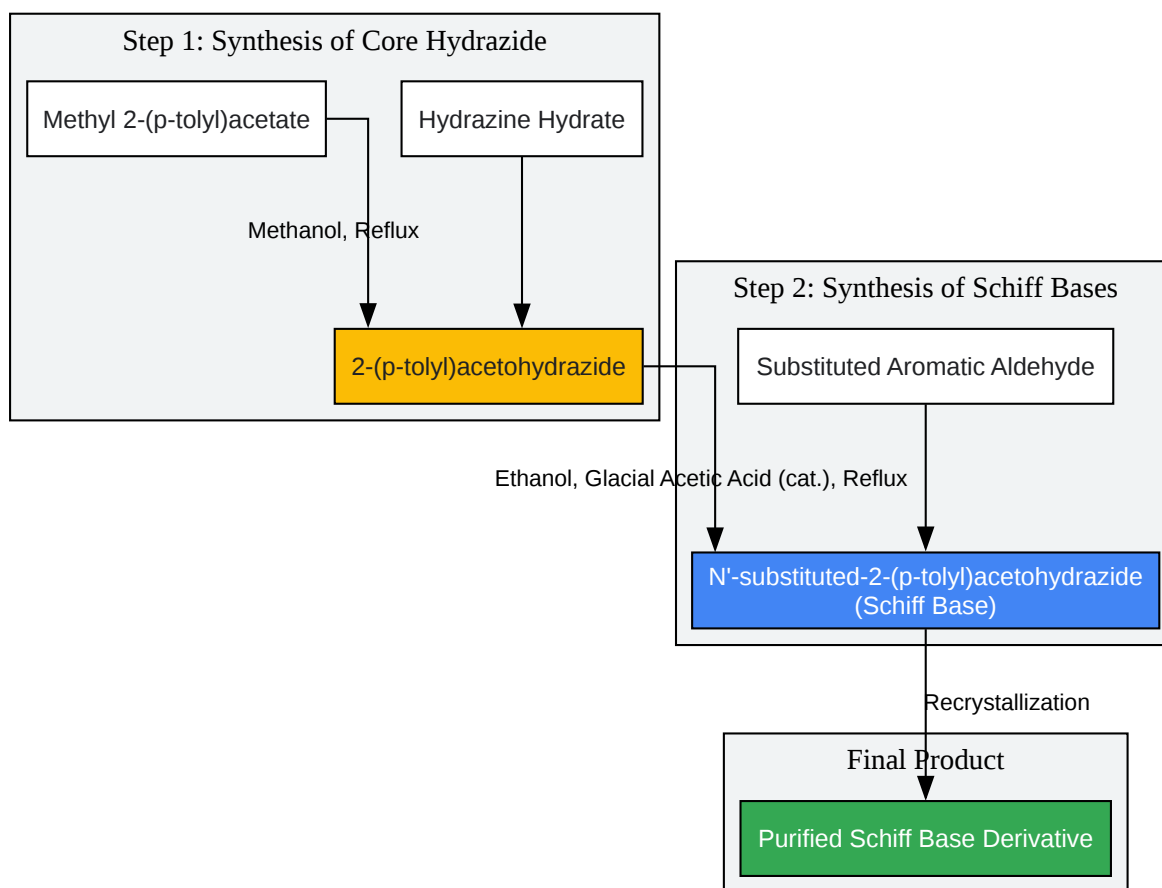 Step 1: Synthesis of Core Hydrazide
Methyl 2-(p-tolyl)acetate
Hydrazine Hydrate
Methanol, Reflux
2-(p-tolyl)acetohydrazide
Step 2: Synthesis of Schiff Bases
Substituted Aromatic Aldehyde
Ethanol, Glacial Acetic Acid (cat.), Reflux
N'-substituted-2-(p-tolyl)acetohydrazide
(Schiff Base)
Recrystallization
Final Product
Purified Schiff Base Derivative